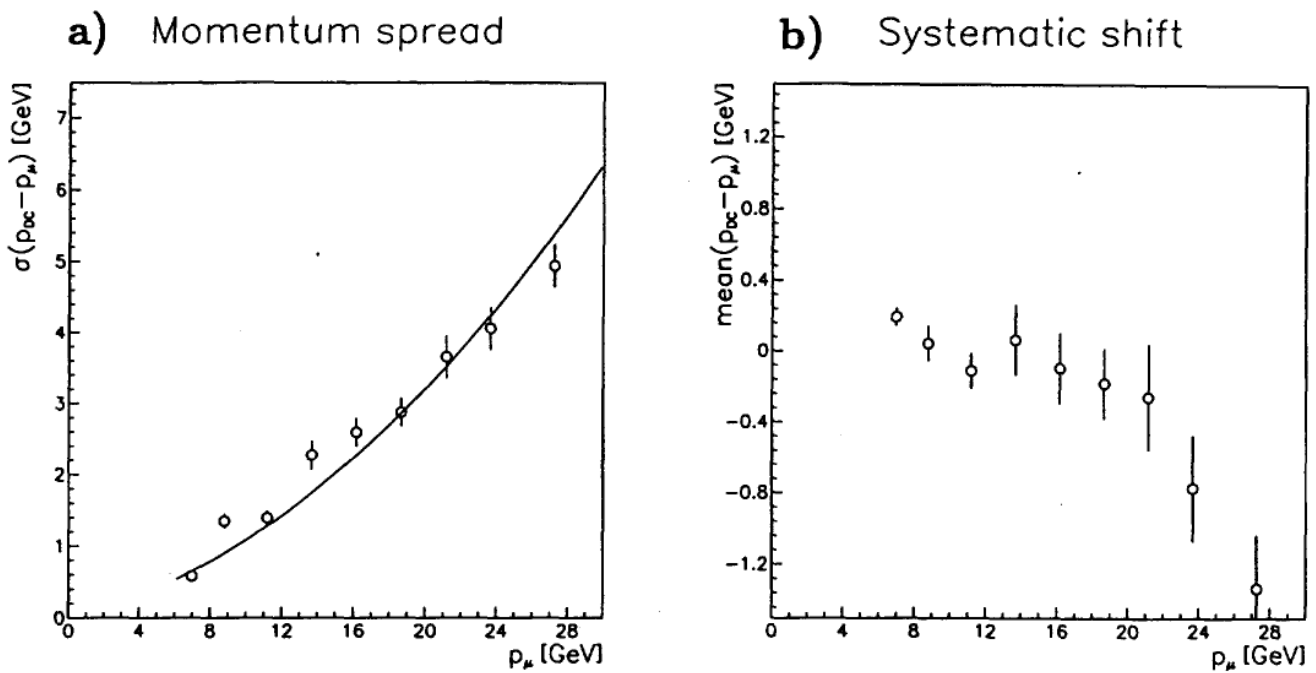 a) Momentum spread
σ(p_DC−p_μ) [GeV]
7
6
5
4
3
2
1
0
0 4 8 12 16 20 24 28
p_μ [GeV]
b) Systematic shift
mean(p_DC−p_μ) [GeV]
1.2
0.8
0.4
0
−0.4
−0.8
−1.2
0 4 8 12 16 20 24 28
p_μ [GeV]